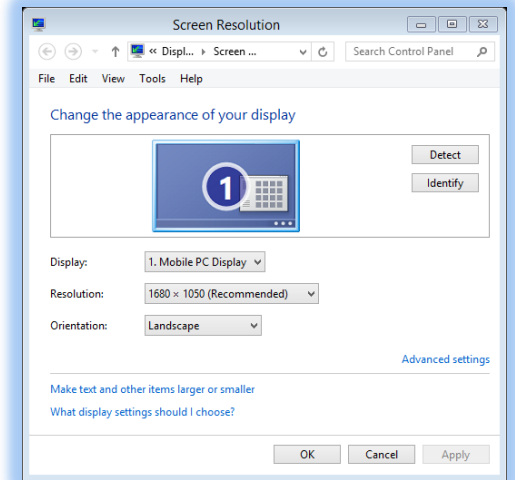 Screen Resolution
« Displ... › Screen ...
Search Control Panel
File Edit View Tools Help
Change the appearance of your display
1
Detect
Identify
Display: 1. Mobile PC Display
Resolution: 1680 × 1050 (Recommended)
Orientation: Landscape
Advanced settings
Make text and other items larger or smaller
What display settings should I choose?
OK Cancel Apply